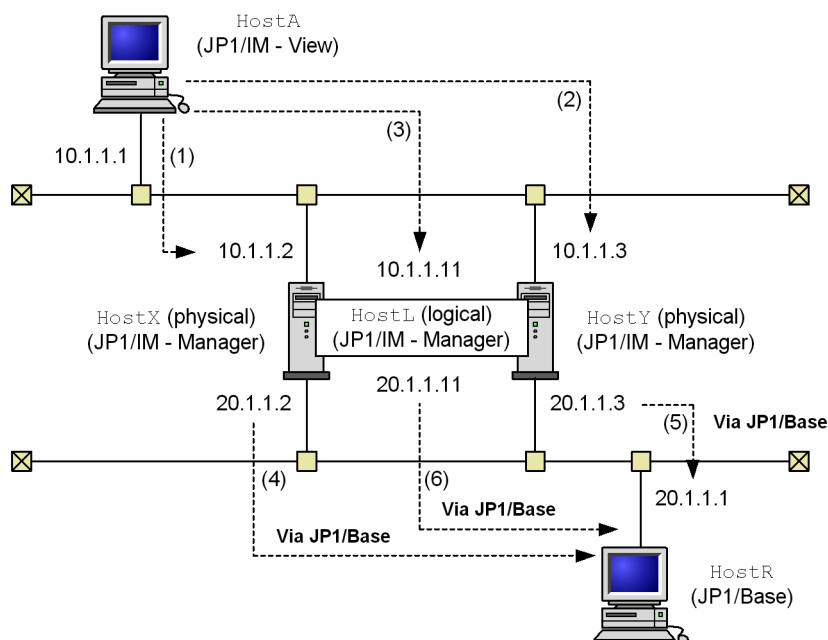 HostA
(JP1/IM - View)
(2)
(3)
10.1.1.1
(1)
10.1.1.2
10.1.1.11
10.1.1.3
HostX (physical)
(JP1/IM - Manager)
HostL (logical)
(JP1/IM - Manager)
HostY (physical)
(JP1/IM - Manager)
20.1.1.2
20.1.1.11
20.1.1.3
(5)
Via JP1/Base
(4)
(6)
20.1.1.1
Via JP1/Base
Via JP1/Base
HostR
(JP1/Base)